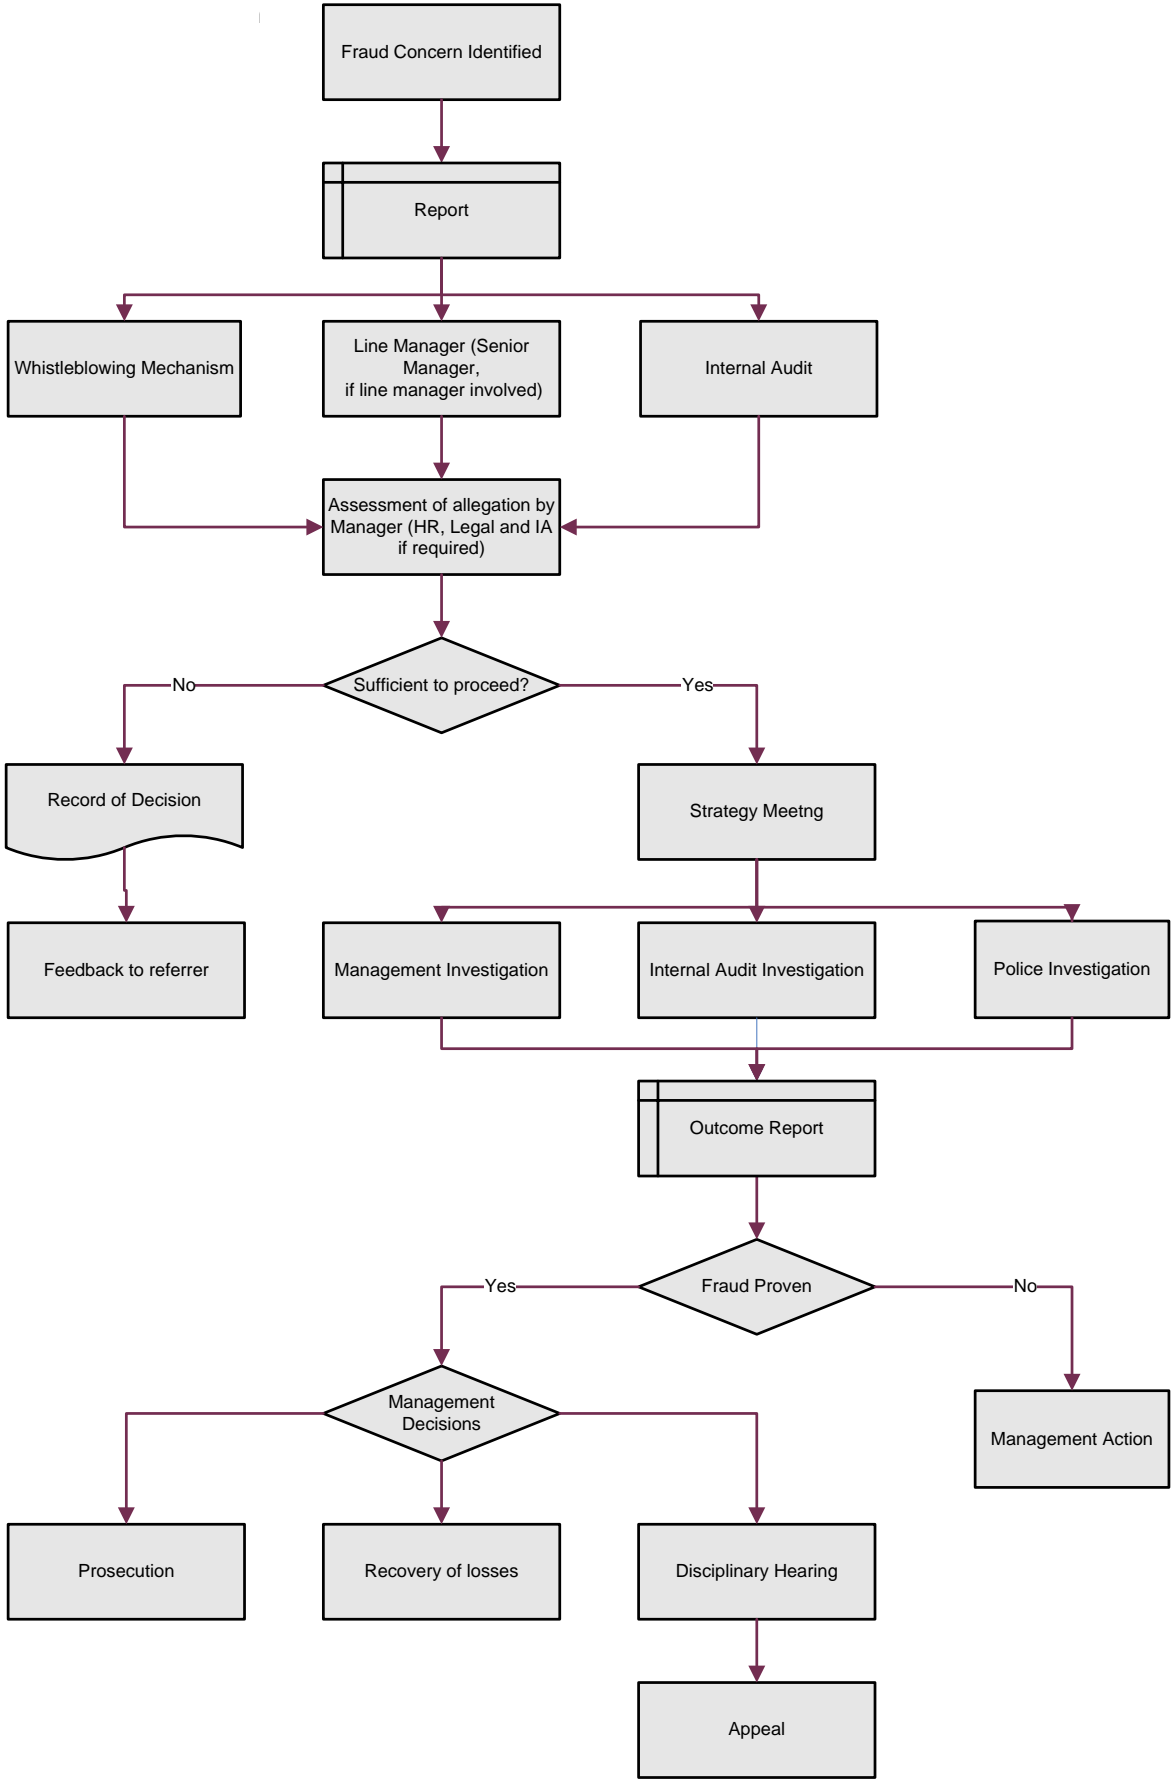 Fraud Concern Identified
Report
Whistleblowing Mechanism
Line Manager (Senior
Manager,
if line manager involved)
Internal Audit
Assessment of allegation by
Manager (HR, Legal and IA
if required)
Sufficient to proceed?
No
Yes
Record of Decision
Strategy Meetng
Feedback to referrer
Management Investigation
Internal Audit Investigation
Police Investigation
Outcome Report
Fraud Proven
Yes
No
Management
Decisions
Management Action
Prosecution
Recovery of losses
Disciplinary Hearing
Appeal